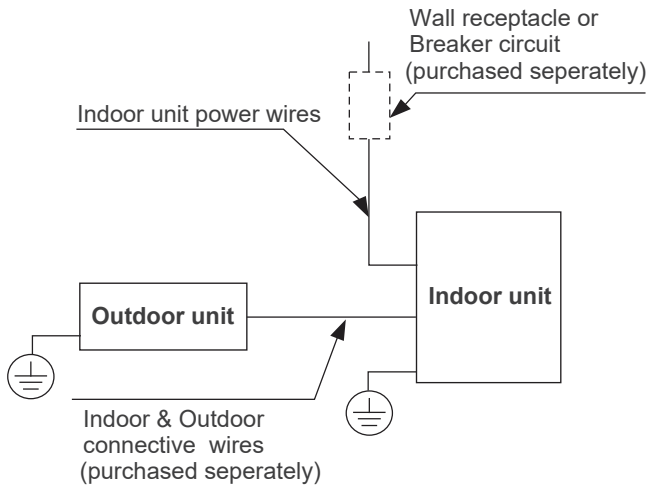 Wall receptacle or
Breaker circuit
(purchased seperately)
Indoor unit power wires
Indoor unit
Outdoor unit
Indoor & Outdoor
connective wires
(purchased seperately)